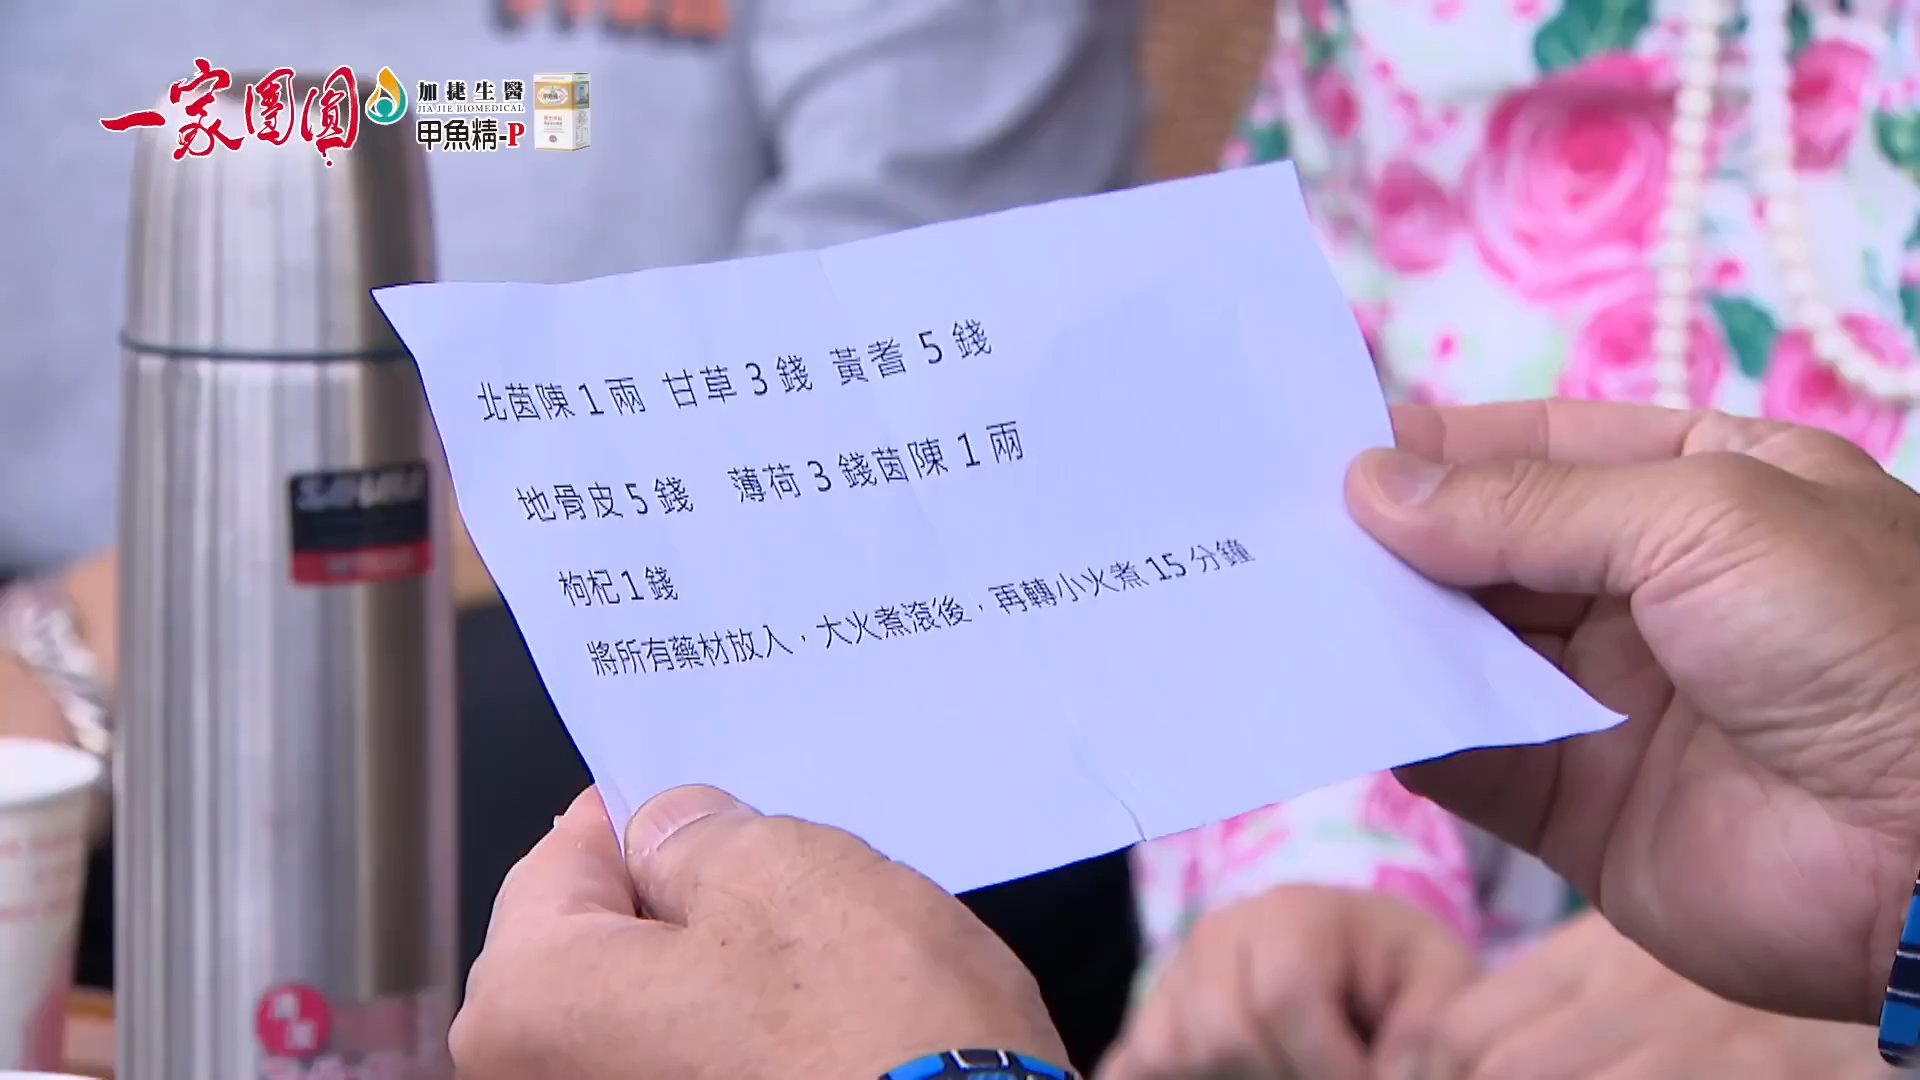 一家團圓
加捷生醫
JIA JIE BIOMEDICAL
甲魚精-P
北茵陳1兩 甘草3錢 黃耆5錢
地骨皮5錢 薄荷3錢茵陳1兩
枸杞1錢
將所有藥材放入，大火煮滾後，再轉小火煮15分鐘